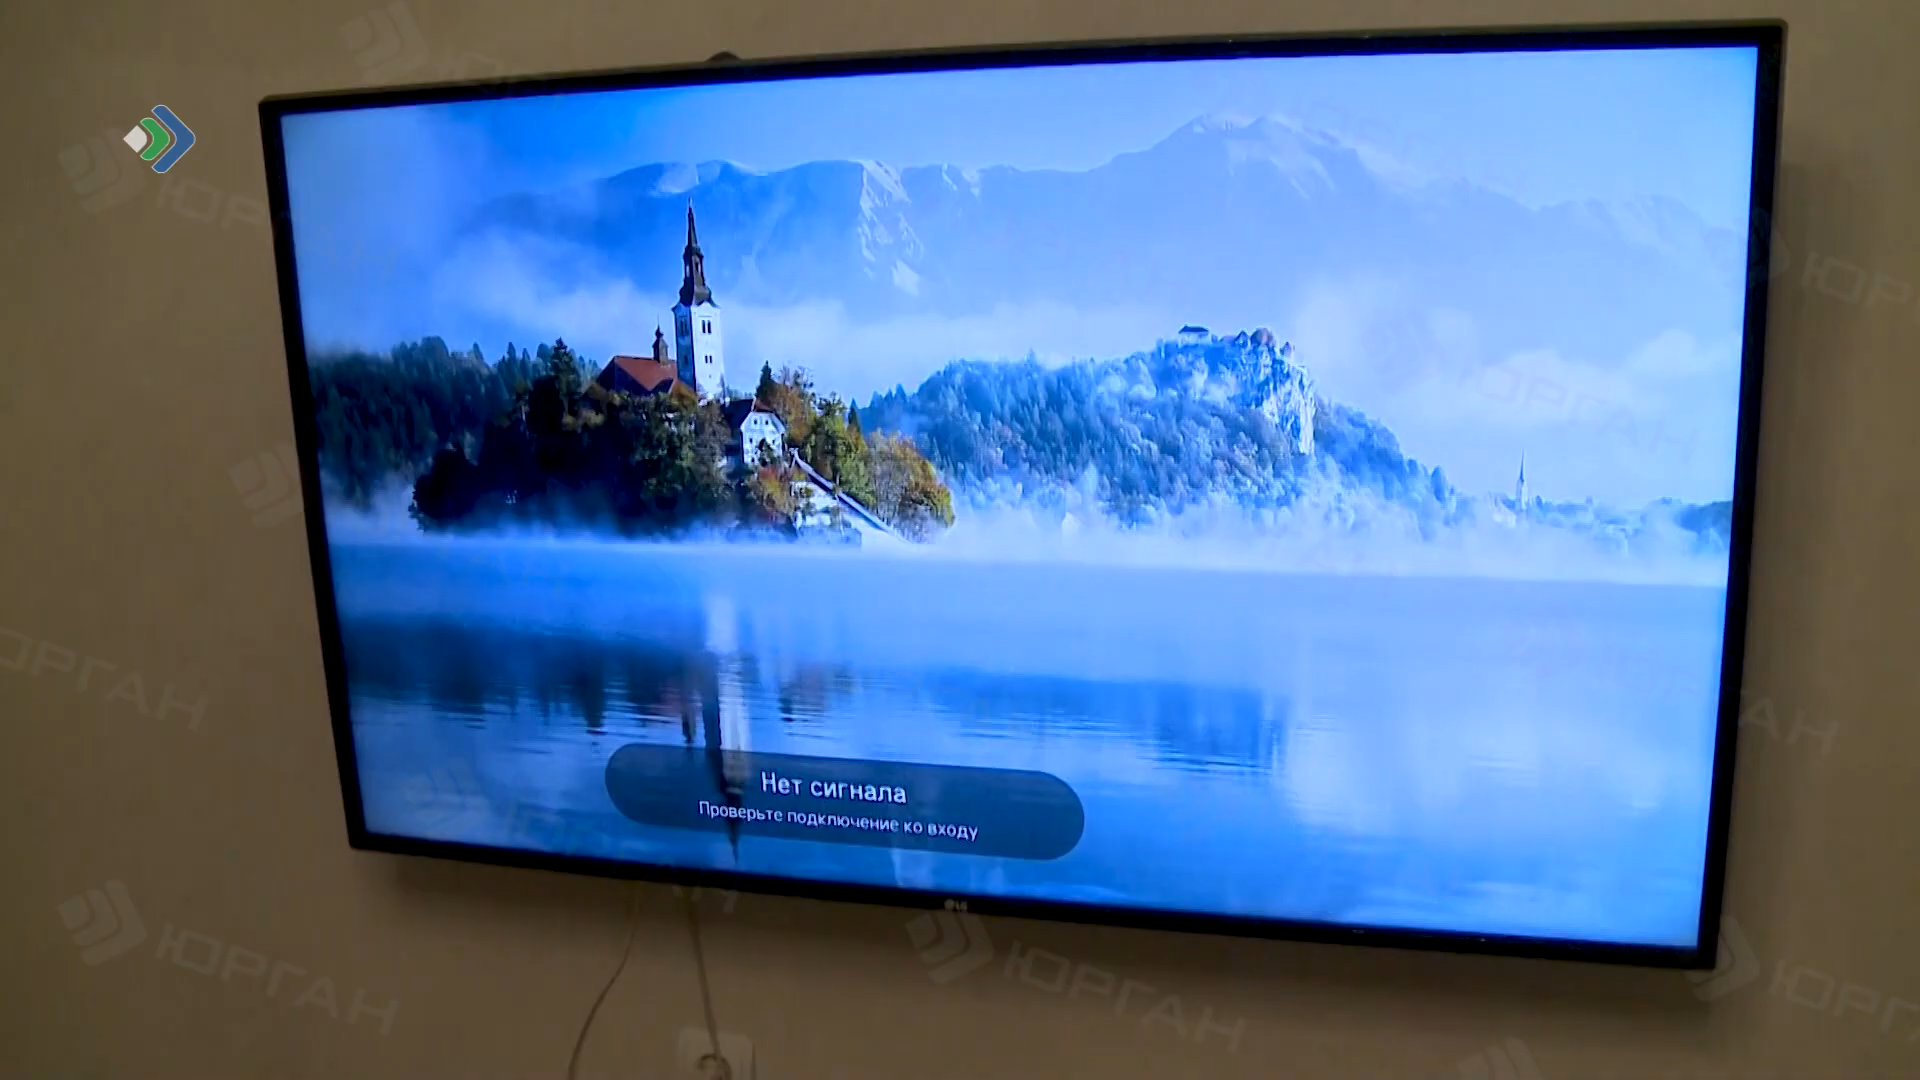 Нет сигнала
Проверьте подключение ко входу
LG
ЮРГАН
ЮРГАН
ЮРГАН
ЮРГАН